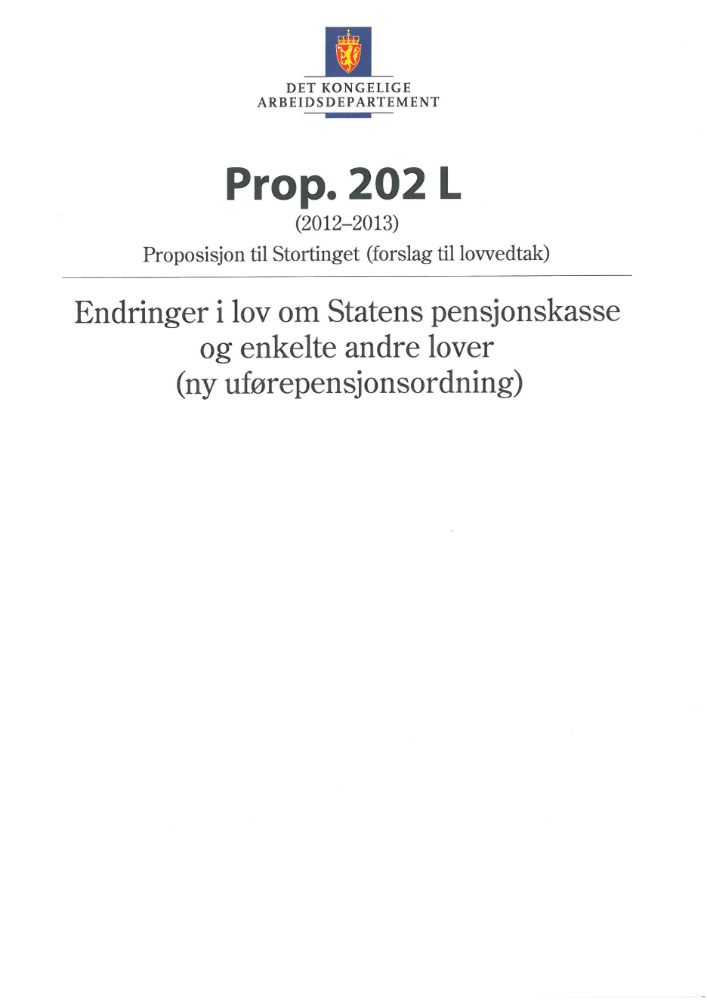 DET KONGELIGE
ARBEIDSDEPARTEMENT
Prop. 202 L
(2012–2013)
Proposisjon til Stortinget (forslag til lovvedtak)
Endringer i lov om Statens pensjonskasse
og enkelte andre lover
(ny uførepensjonsordning)